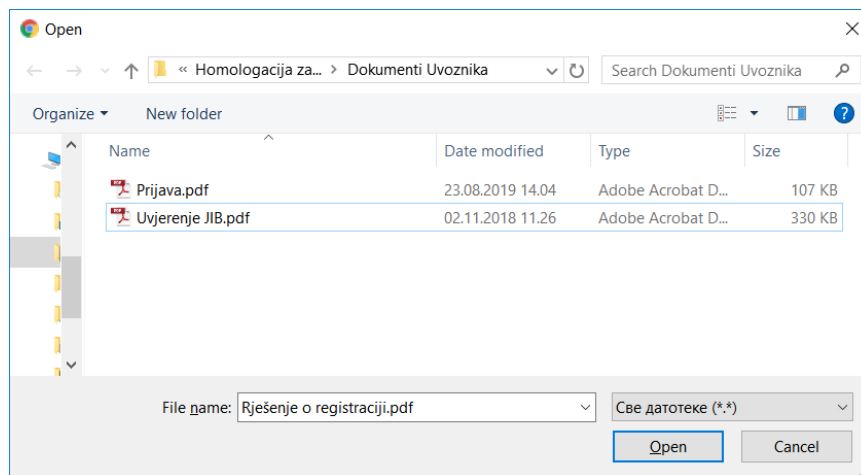 Open
« Homologacija za... > Dokumenti Uvoznika
Search Dokumenti Uvoznika
Organize
New folder
?
Name Date modified Type Size
PDF Prijava.pdf 23.08.2019 14.04 Adobe Acrobat D... 107 KB
PDF Uvjerenje JIB.pdf 02.11.2018 11.26 Adobe Acrobat D... 330 KB
File name: Rješenje o registraciji.pdf Све датотеке (*.*)
Open Cancel